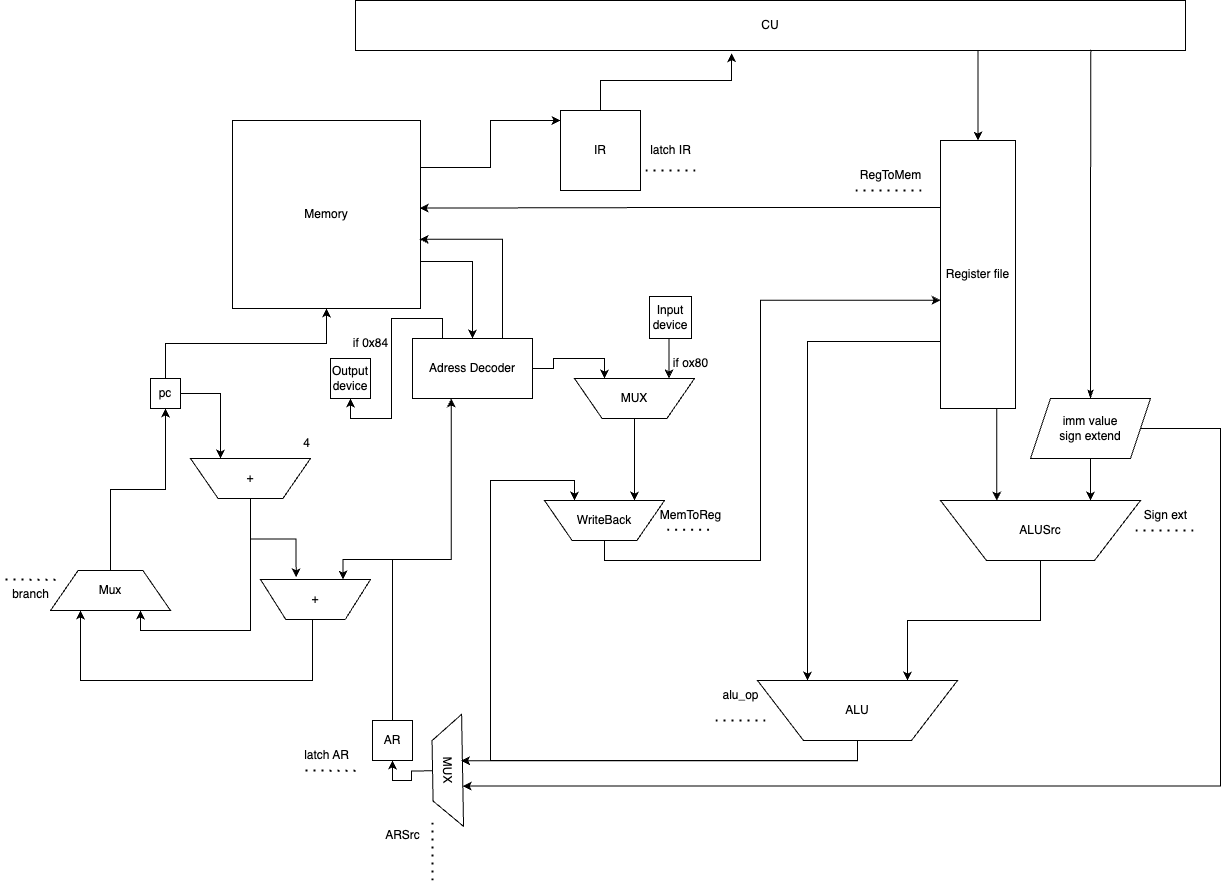 CU
IR
latch IR
RegToMem
Memory
Register file
Input
device
if 0x84
if ox80
Output
device
Adress Decoder
pc
MUX
imm value
sign extend
4
+
WriteBack
MemToReg
ALUSrc
Sign ext
branch
Mux
+
alu_op
ALU
latch AR
AR
MUX
ARSrc